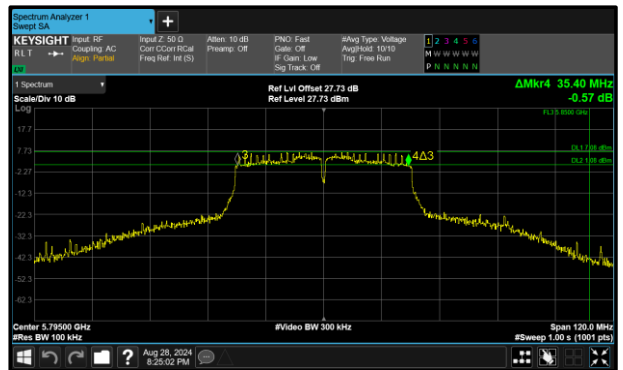 Spectrum Analyzer 1
Swept SA
KEYSIGHT
RLT
Input: RF
Coupling: AC
Align: Partial
Input Z: 50 Ω
Corr CCorr RCal
Freq Ref: Int (S)
Atten: 10 dB
Preamp: Off
PNO: Fast
Gate: Off
IF Gain: Low
Sig Track: Off
#Avg Type: Voltage
Avg|Hold: 10/10
Trig: Free Run
1 2 3 4 5 6
M W W W W W
P N N N N N
1 Spectrum
Scale/Div 10 dB
Ref Lvl Offset 27.73 dB
Ref Level 27.73 dBm
ΔMkr4 35.40 MHz
-0.57 dB
Log
17.7
7.73
-2.27
-12.3
-22.3
-32.3
-42.3
-52.3
-62.3
DL1 7.08 dBm
DL2 1.08 dBm
3
4Δ3
Center 5.79500 GHz
#Res BW 100 kHz
#Video BW 300 kHz
Span 120.0 MHz
#Sweep 1.00 s (1001 pts)
Aug 28, 2024
8:25:02 PM